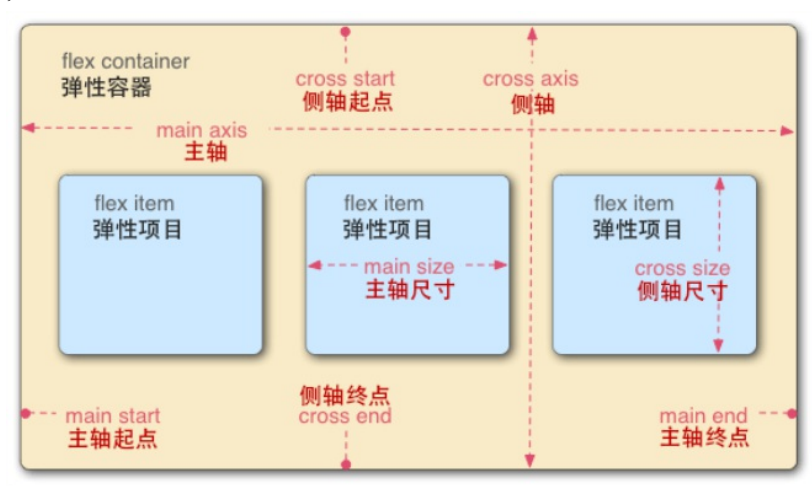 flex container
弹性容器
cross start
侧轴起点
cross axis
侧轴
main axis
主轴
flex item
弹性项目
flex item
弹性项目
main size
主轴尺寸
flex item
弹性项目
cross size
侧轴尺寸
main start
主轴起点
侧轴终点
cross end
main end
主轴终点